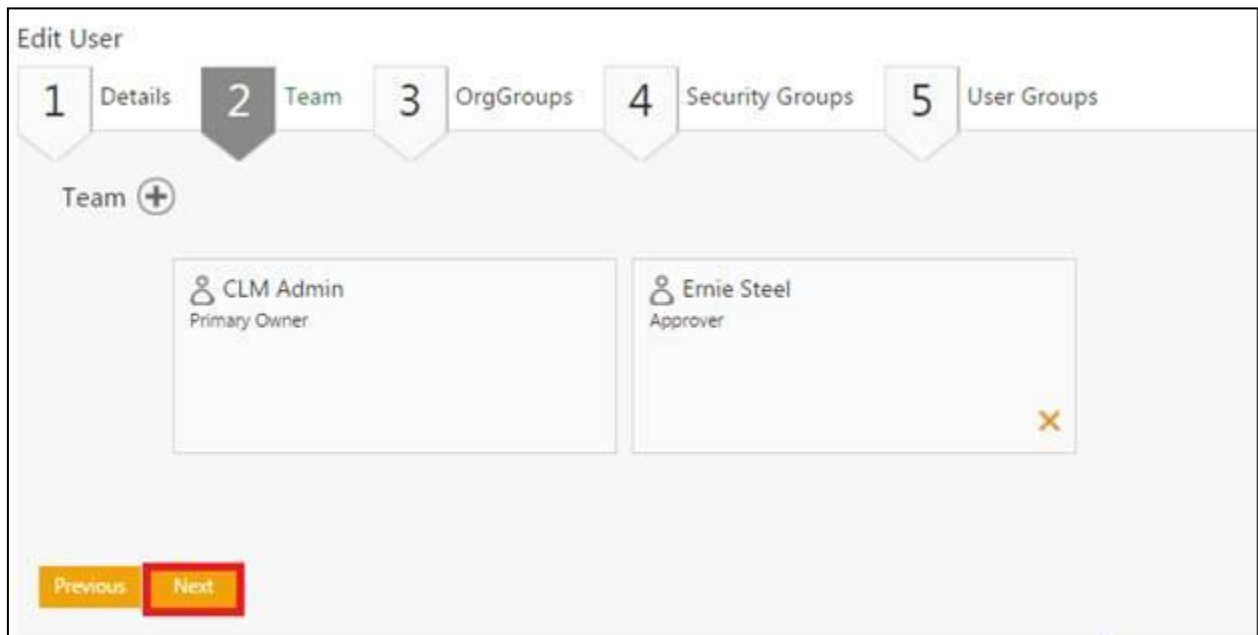 Edit User
1 Details 2 Team 3 OrgGroups 4 Security Groups 5 User Groups
Team
CLM Admin Ernie Steel
Primary Owner Approver
Previous Next